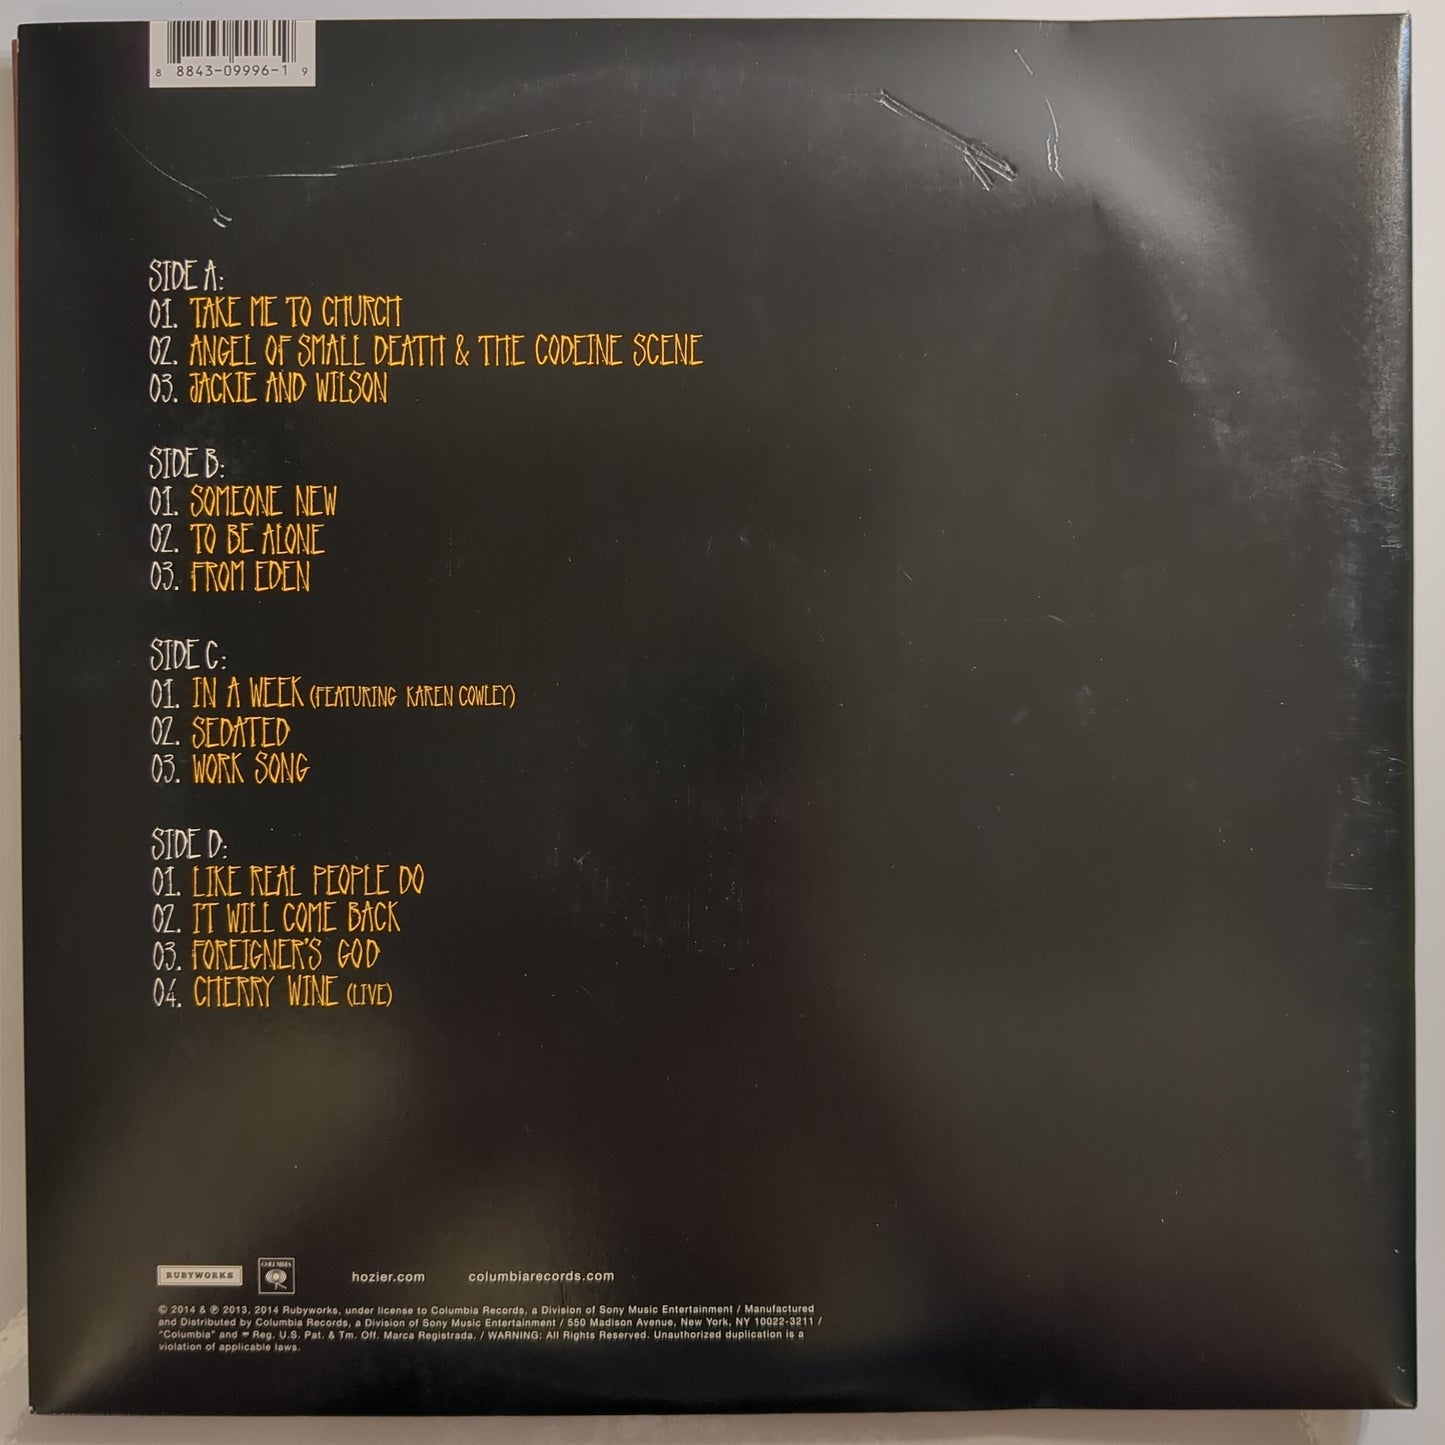 8 8843-09996-1 9
SIDE A:
01. TAKE ME TO CHURCH
02. ANGEL OF SMALL DEATH & THE CODEINE SCENE
03. JACKIE AND WILSON
SIDE B:
01. SOMEONE NEW
02. TO BE ALONE
03. FROM EDEN
SIDE C:
01. IN A WEEK (FEATURING KAREN COWLEY)
02. SEDATED
03. WORK SONG
SIDE D:
01. LIKE REAL PEOPLE DO
02. IT WILL COME BACK
03. FOREIGNER'S GOD
04. CHERRY WINE (LIVE)
RUBYWORKS COLUMBIA hozier.com columbiarecords.com
© 2014 & ℗ 2013, 2014 Rubyworks, under license to Columbia Records, a Division of Sony Music Entertainment / Manufactured
and Distributed by Columbia Records, a Division of Sony Music Entertainment / 550 Madison Avenue, New York, NY 10022-3211 /
"Columbia" and Reg. U.S. Pat. & Tm. Off. Marca Registrada. / WARNING: All Rights Reserved. Unauthorized duplication is a
violation of applicable laws.